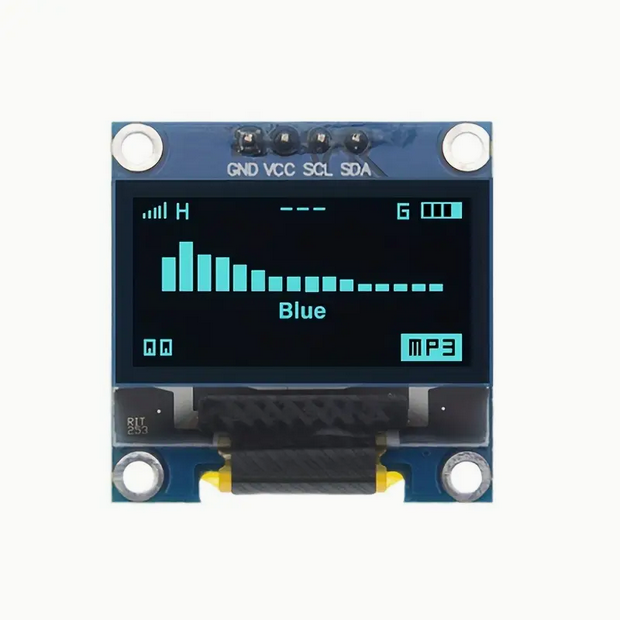 GND VCC SCL SDA
H --- G
Blue
MP3
RIT
253